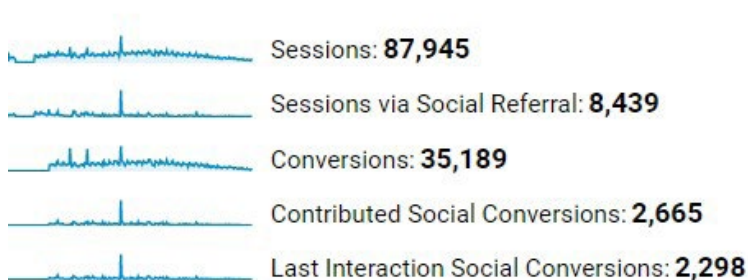 Sessions: 87,945
Sessions via Social Referral: 8,439
Conversions: 35,189
Contributed Social Conversions: 2,665
Last Interaction Social Conversions: 2,298